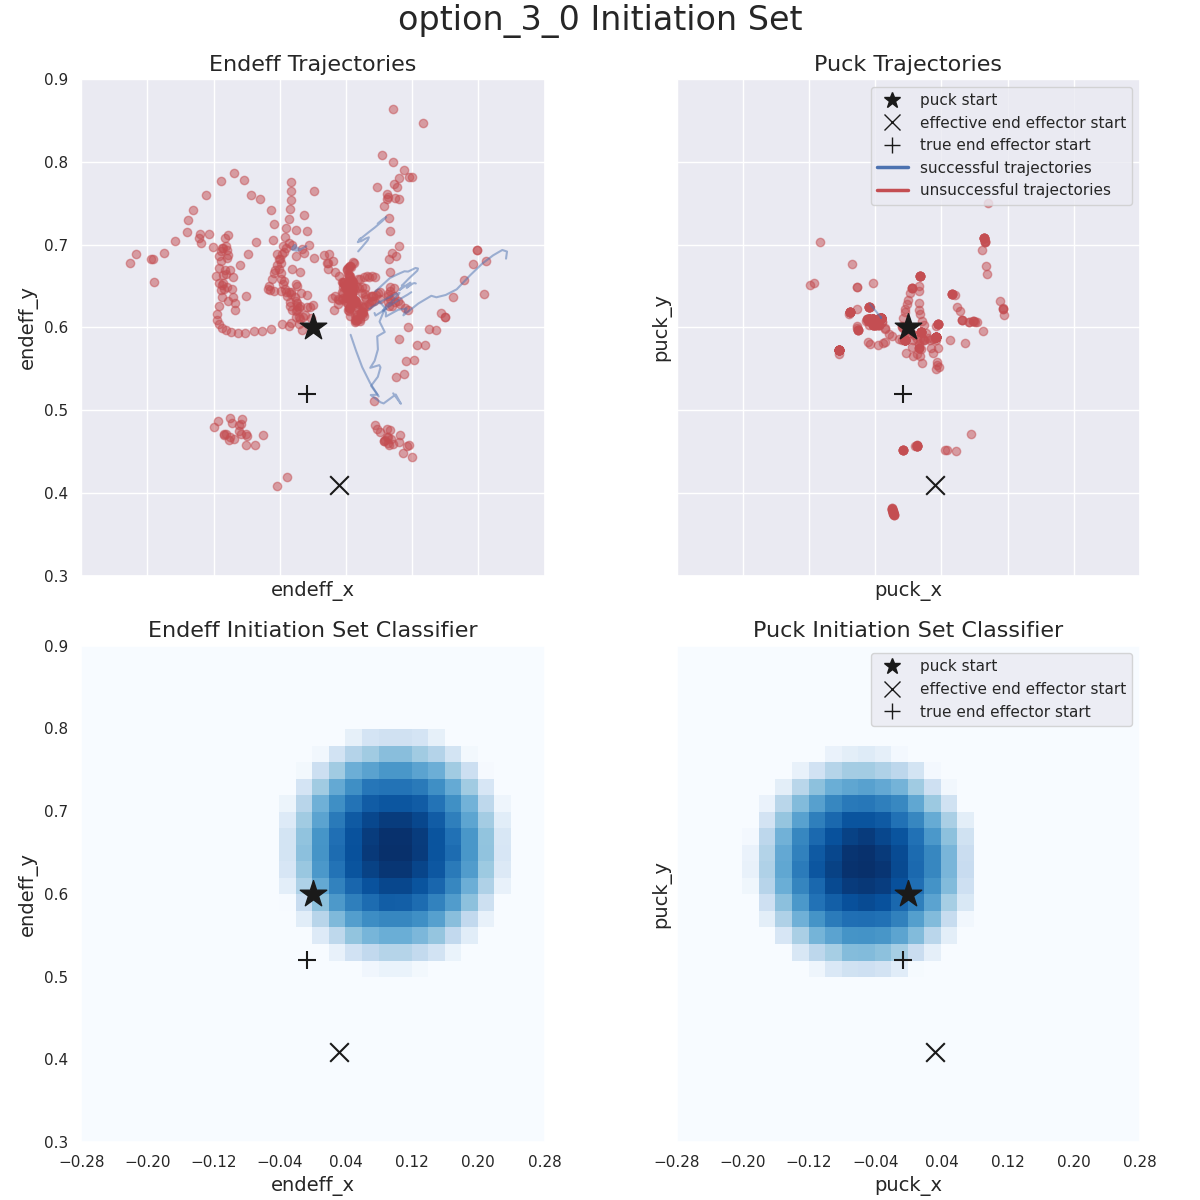 option_3_0 Initiation Set
Endeff Trajectories
0.9
0.8
0.7
0.6
0.5
0.4
0.3
endeff_y
endeff_x
Puck Trajectories
puck start
effective end effector start
true end effector start
successful trajectories
unsuccessful trajectories
puck_y
puck_x
Endeff Initiation Set Classifier
0.9
0.8
0.7
0.6
0.5
0.4
0.3
endeff_y
−0.28 −0.20 −0.12 −0.04 0.04 0.12 0.20 0.28
endeff_x
Puck Initiation Set Classifier
puck start
effective end effector start
true end effector start
puck_y
−0.28 −0.20 −0.12 −0.04 0.04 0.12 0.20 0.28
puck_x